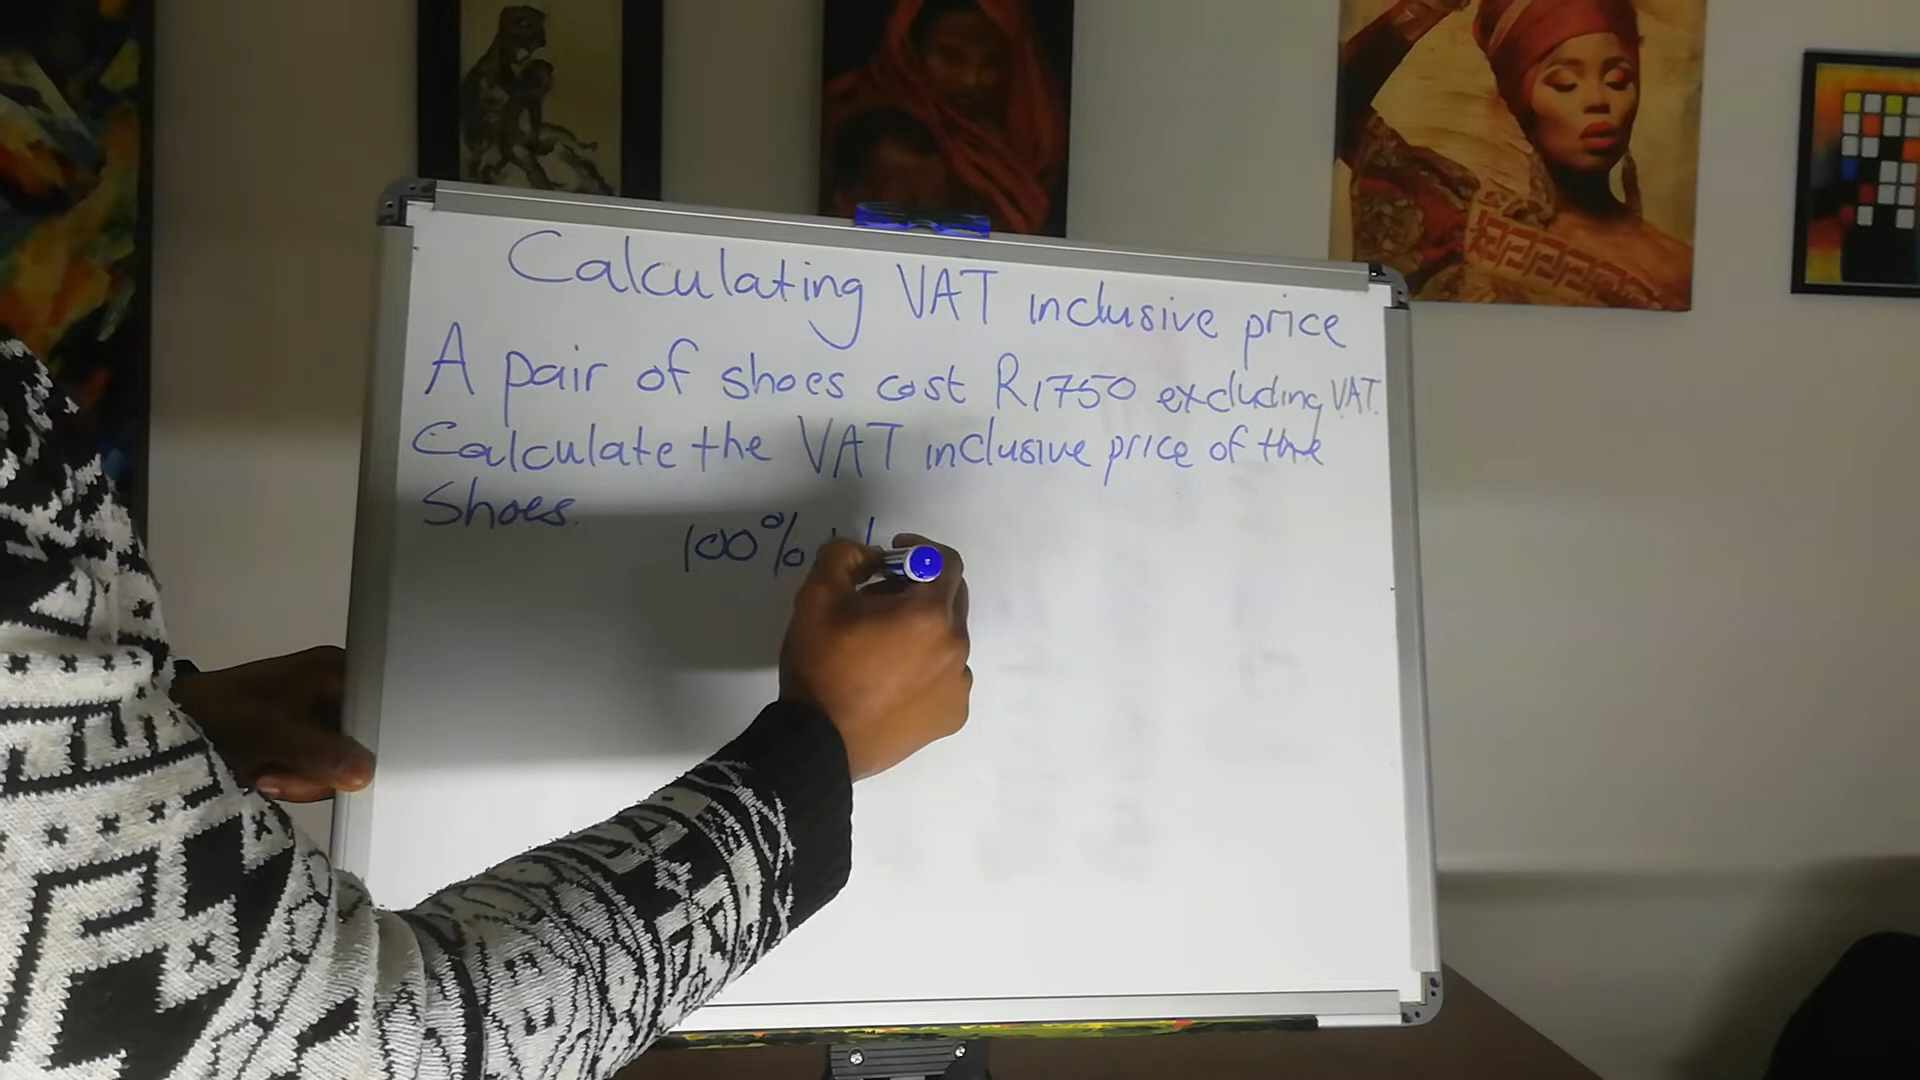 Calculating VAT inclusive price
A pair of shoes cost R1750 excluding VAT.
Calculate the VAT inclusive price of the
Shoes.
100%